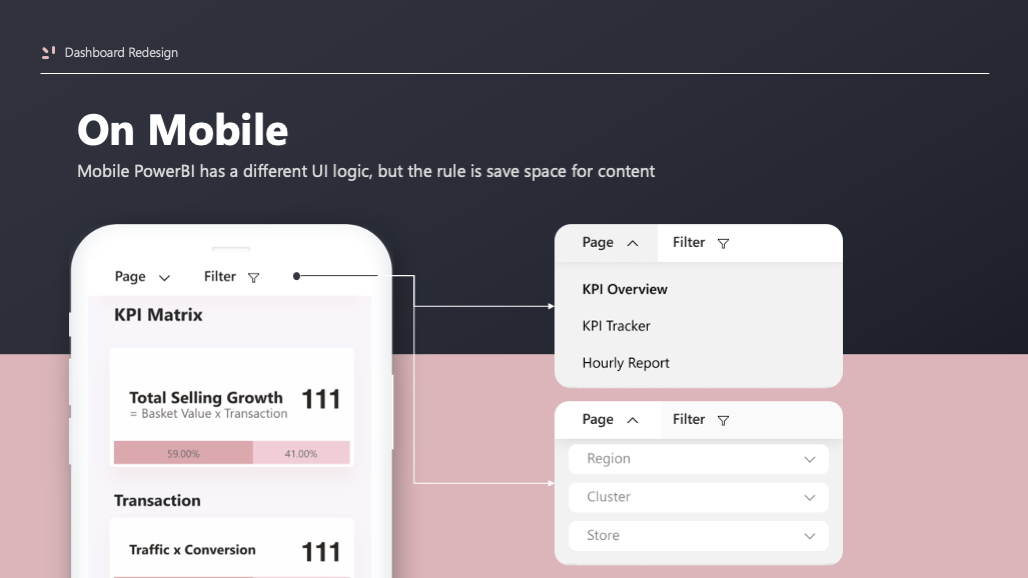 Dashboard Redesign
On Mobile
Mobile PowerBI has a different UI logic, but the rule is save space for content
Page Filter
KPI Matrix
Total Selling Growth 111
= Basket Value x Transaction
59.00% 41.00%
Transaction
Traffic x Conversion 111
Page Filter
KPI Overview
KPI Tracker
Hourly Report
Page Filter
Region
Cluster
Store